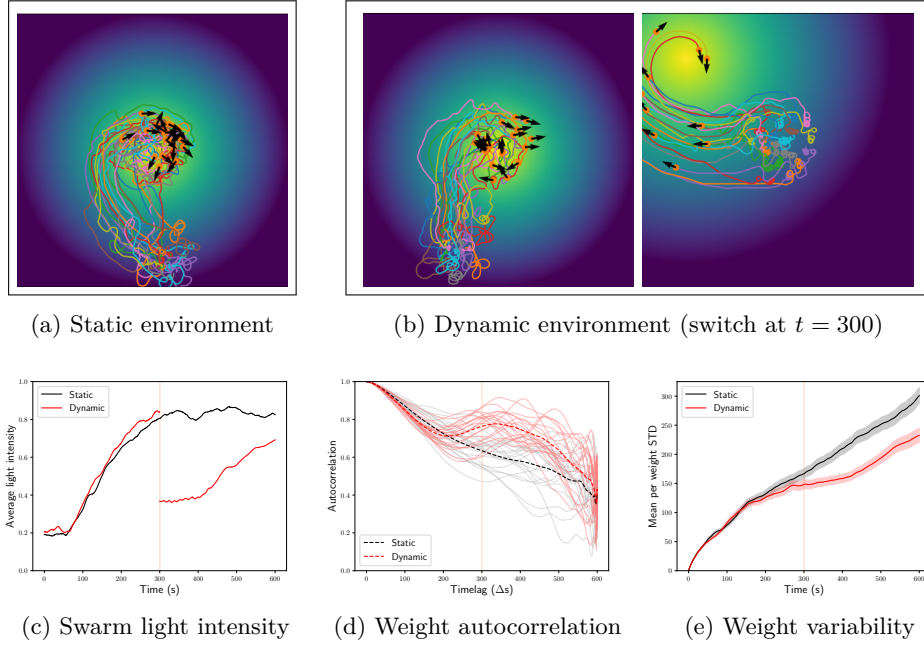 (a) Static environment
(b) Dynamic environment (switch at t = 300)
1.0
0.8
0.6
0.4
0.2
0.0
Average light intensity
Static
Dynamic
0 100 200 300 400 500 600
Time (s)
1.0
0.8
0.6
0.4
0.2
0.0
Autocorrelation
Static
Dynamic
0 100 200 300 400 500 600
Timelag (Δs)
300
250
200
150
100
50
0
Mean per weight STD
Static
Dynamic
0 100 200 300 400 500 600
Time (s)
(c) Swarm light intensity
(d) Weight autocorrelation
(e) Weight variability